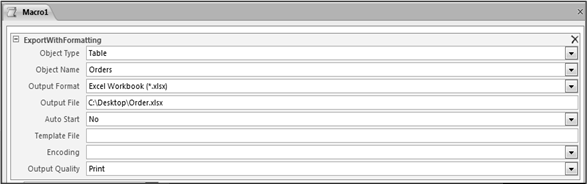 Macro1
ExportWithFormatting
Object Type Table
Object Name Orders
Output Format Excel Workbook (*.xlsx)
Output File C:\Desktop\Order.xlsx
Auto Start No
Template File
Encoding
Output Quality Print